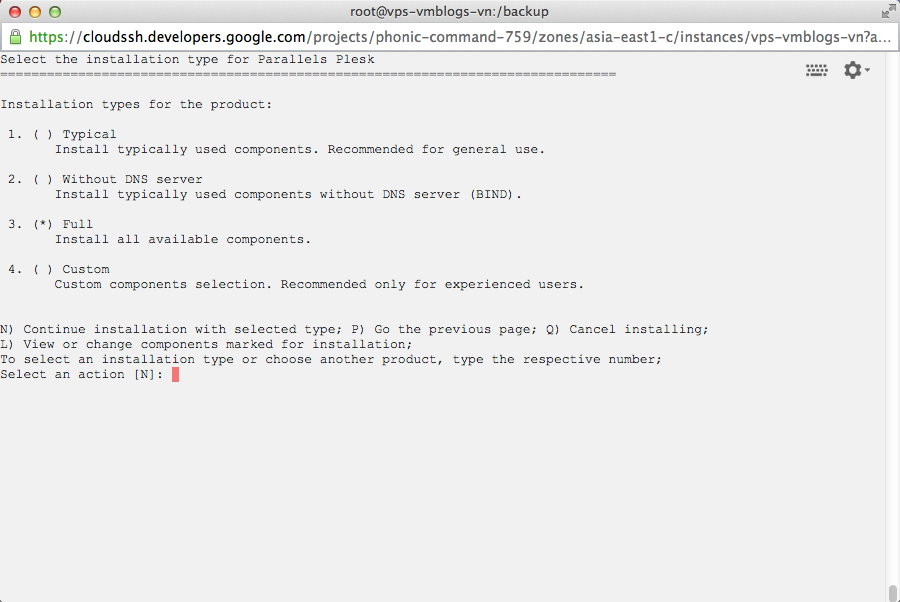 root@vps-vmblogs-vn:/backup
https://cloudssh.developers.google.com/projects/phonic-command-759/zones/asia-east1-c/instances/vps-vmblogs-vn?a...
Select the installation type for Parallels Plesk
===============================================================================
Installation types for the product:
1. ( ) Typical
Install typically used components. Recommended for general use.
2. ( ) Without DNS server
Install typically used components without DNS server (BIND).
3. (*) Full
Install all available components.
4. ( ) Custom
Custom components selection. Recommended only for experienced users.
N) Continue installation with selected type; P) Go the previous page; Q) Cancel installing;
L) View or change components marked for installation;
To select an installation type or choose another product, type the respective number;
Select an action [N]: